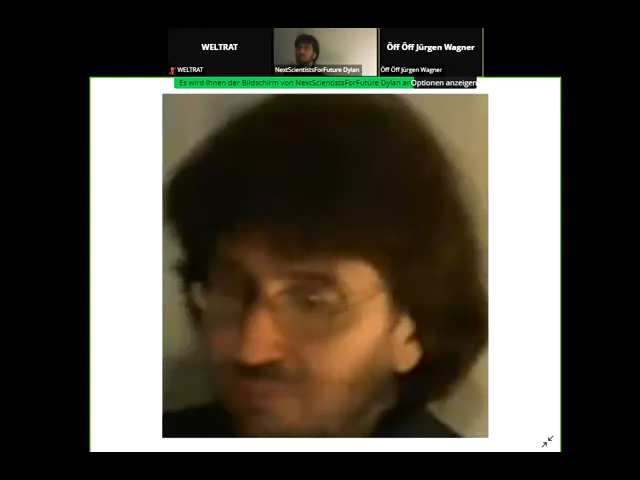 WELTRAT
Öff Öff Jürgen Wagner
WELTRAT
NextScientistsForFuture Dylan
Öff Öff Jürgen Wagner
Es wird Ihnen der Bildschirm von NextScientistsForFuture Dylan an
Optionen anzeigen